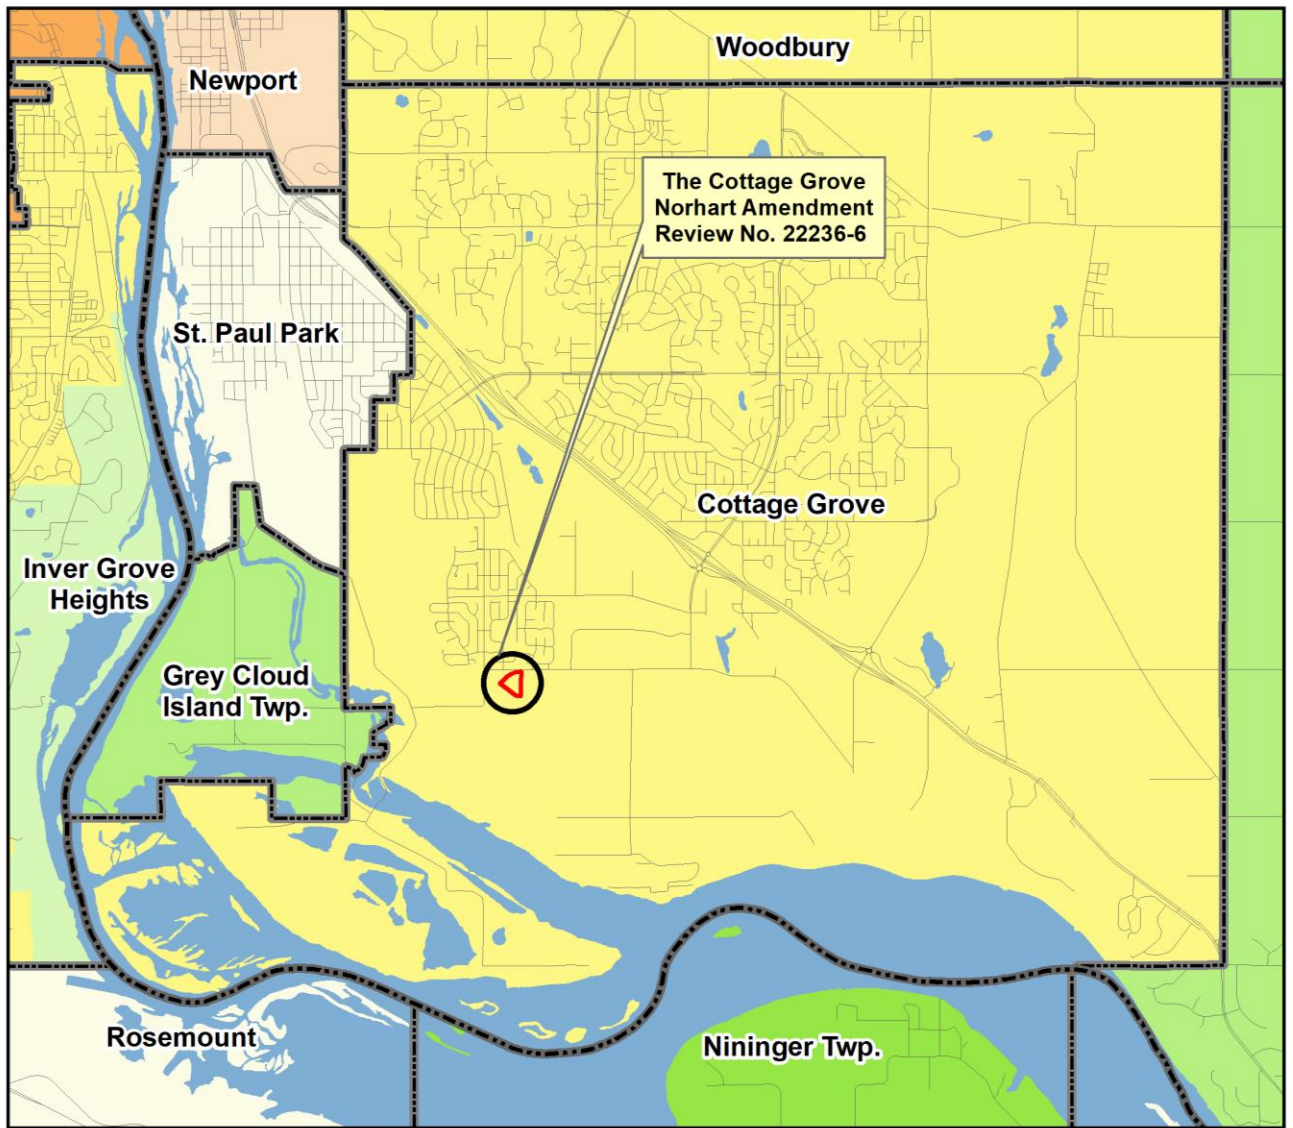 Woodbury
Newport
The Cottage Grove
Norhart Amendment
Review No. 22236-6
St. Paul Park
Cottage Grove
Inver Grove
Heights
Grey Cloud
Island Twp.
Rosemount
Nininger Twp.